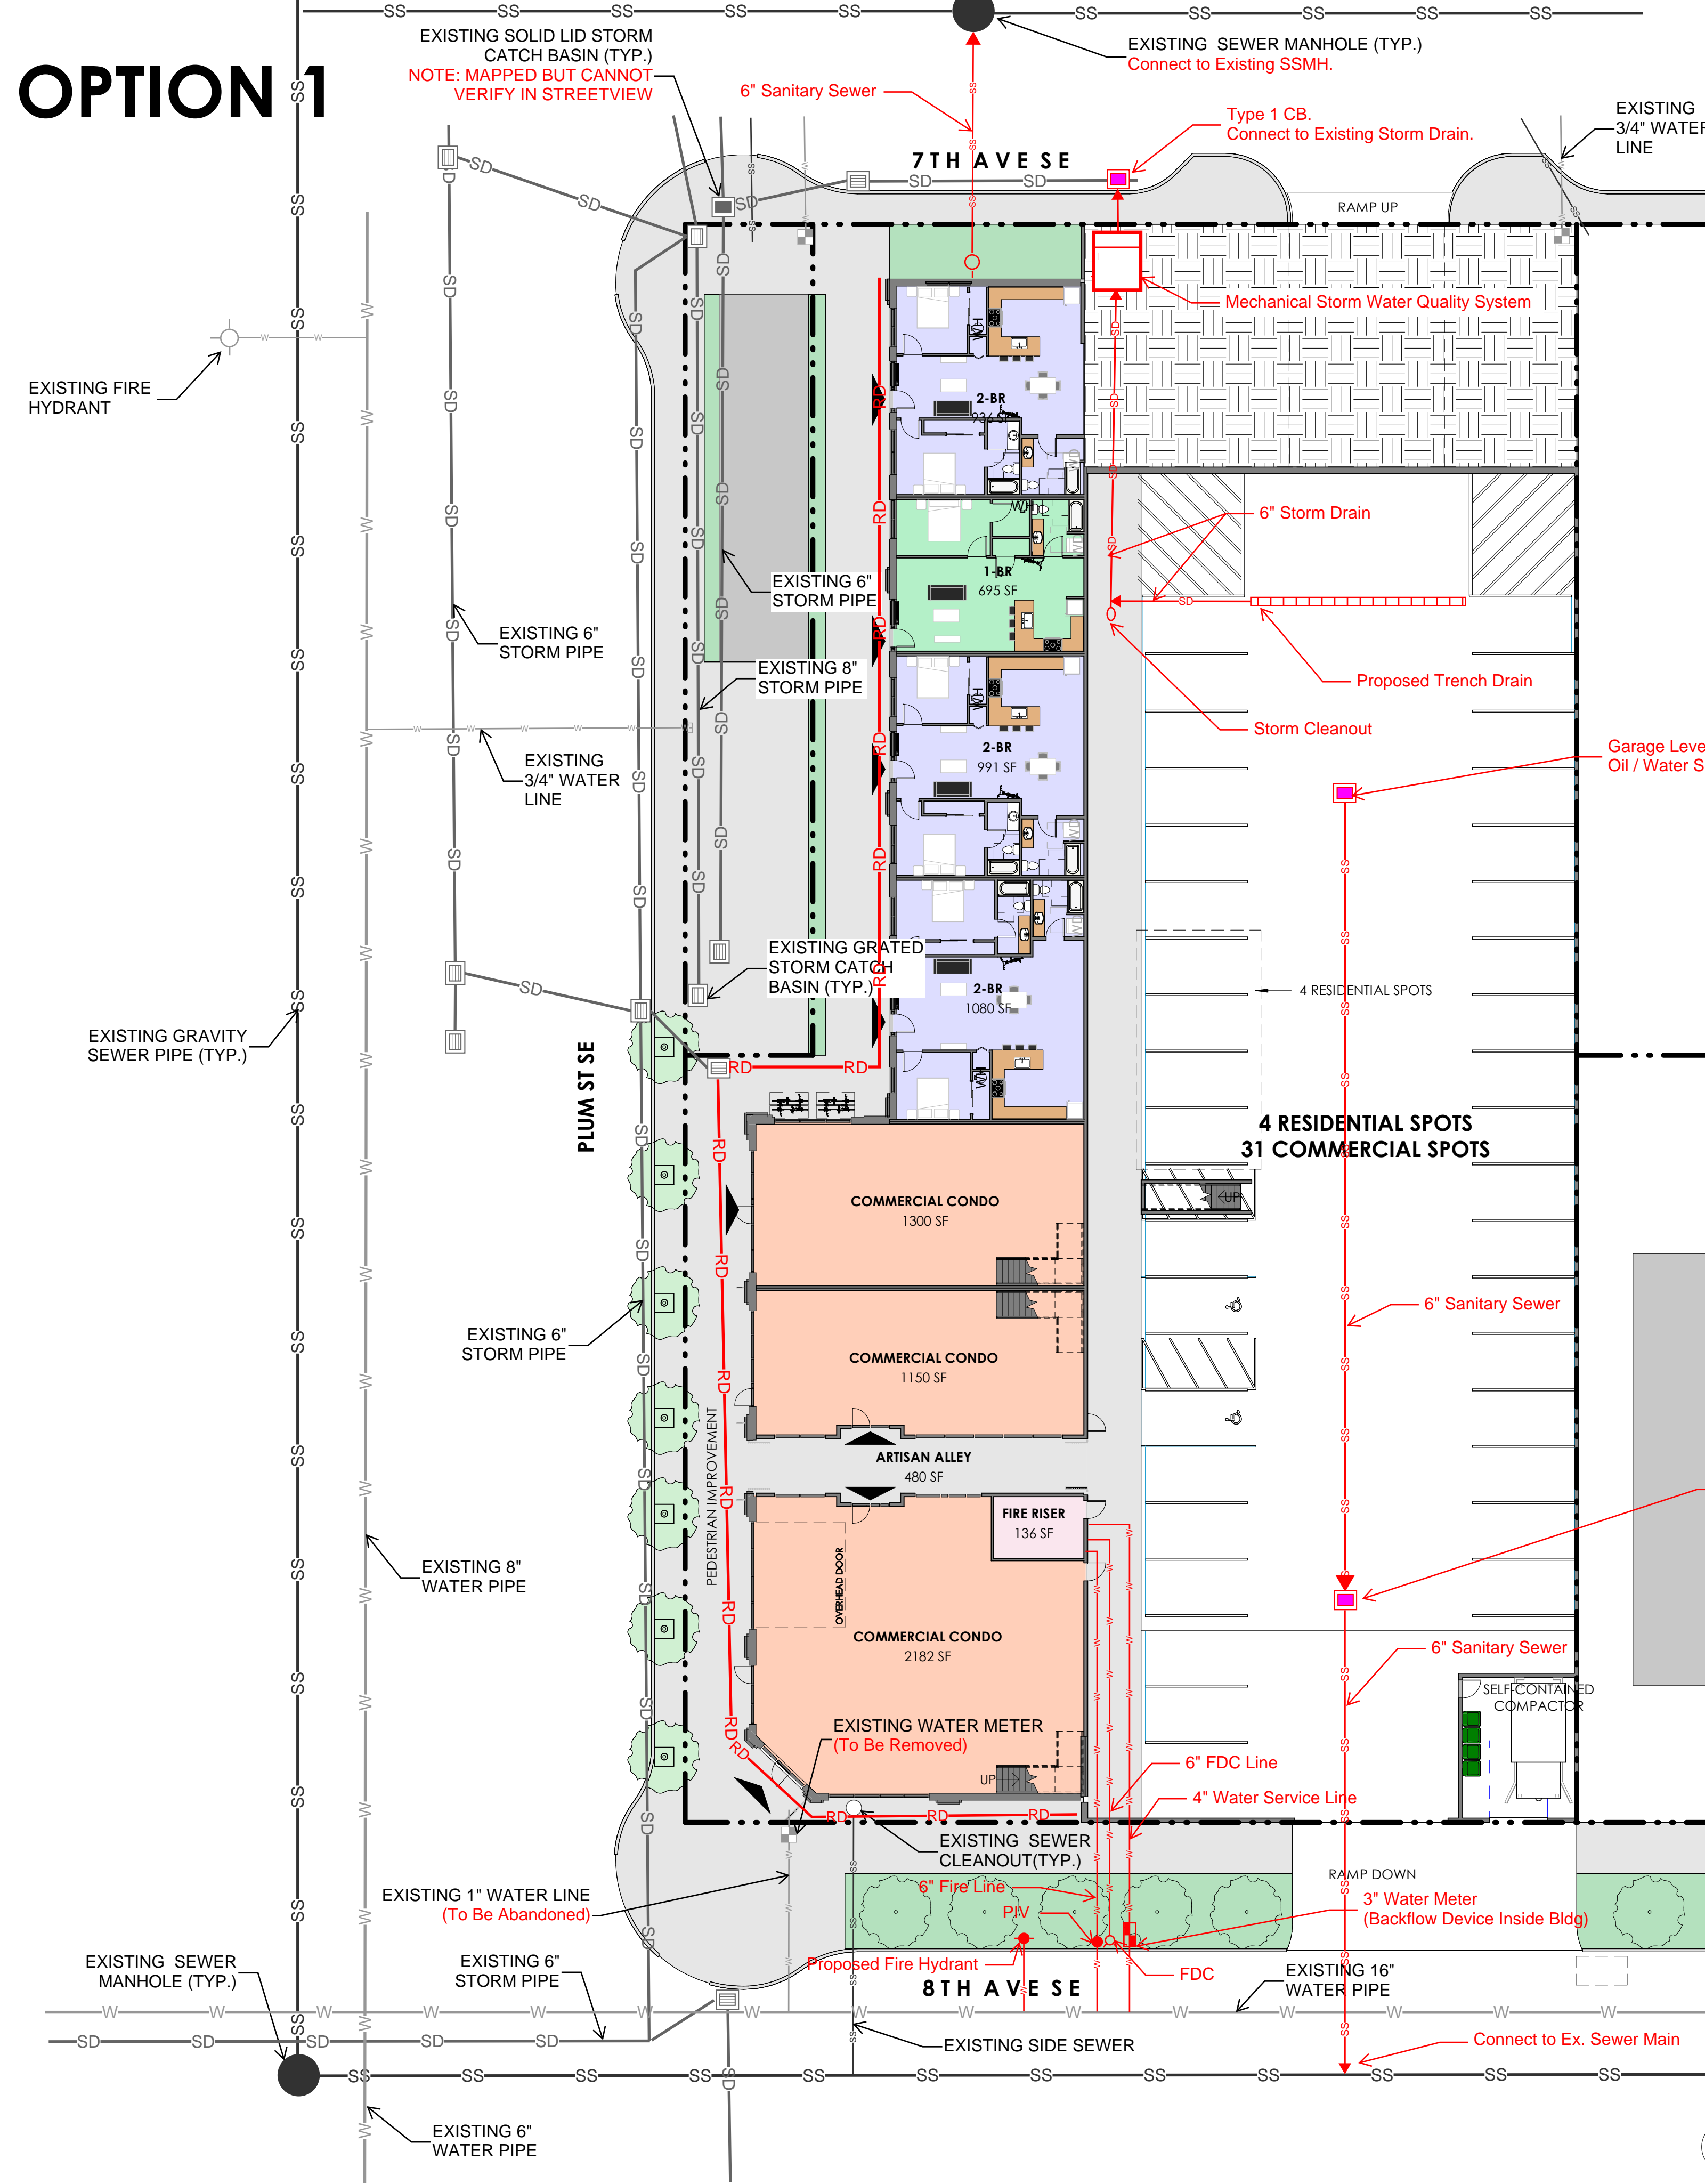 OPTION 1
EXISTING SOLID LID STORM
CATCH BASIN (TYP.)
NOTE: MAPPED BUT CANNOT
VERIFY IN STREETVIEW
EXISTING  SEWER MANHOLE (TYP.)
Connect to Existing SSMH.
6" Sanitary Sewer
Type 1 CB.
Connect to Existing Storm Drain.
EXISTING
3/4" WATER
LINE
7TH AVE SE
RAMP UP
Mechanical Storm Water Quality System
EXISTING FIRE
HYDRANT
2-BR
936 SF
6" Storm Drain
1-BR
695 SF
EXISTING 6"
STORM PIPE
EXISTING 6"
STORM PIPE
EXISTING 8"
STORM PIPE
Proposed Trench Drain
Storm Cleanout
EXISTING
3/4" WATER
LINE
2-BR
991 SF
Garage Leve
Oil / Water S
EXISTING GRATED
STORM CATCH
BASIN (TYP.)
2-BR
1080 SF
4 RESIDENTIAL SPOTS
EXISTING GRAVITY
SEWER PIPE (TYP.)
PLUM ST SE
4 RESIDENTIAL SPOTS
31 COMMERCIAL SPOTS
COMMERCIAL CONDO
1300 SF
UP
EXISTING 6"
STORM PIPE
6" Sanitary Sewer
COMMERCIAL CONDO
1150 SF
PEDESTRIAN IMPROVEMENT
ARTISAN ALLEY
480 SF
FIRE RISER
136 SF
EXISTING 8"
WATER PIPE
OVERHEAD DOOR
COMMERCIAL CONDO
2182 SF
6" Sanitary Sewer
SELF-CONTAINED
COMPACTOR
EXISTING WATER METER
(To Be Removed)
UP
6" FDC Line
4" Water Service Line
EXISTING  SEWER
CLEANOUT(TYP.)
RAMP DOWN
6" Fire Line
PIV
3" Water Meter
(Backflow Device Inside Bldg)
EXISTING 1" WATER LINE
(To Be Abandoned)
EXISTING  SEWER
MANHOLE (TYP.)
EXISTING 6"
STORM PIPE
Proposed Fire Hydrant
FDC
8TH AVE SE
EXISTING 16"
WATER PIPE
EXISTING SIDE SEWER
Connect to Ex. Sewer Main
EXISTING 6"
WATER PIPE